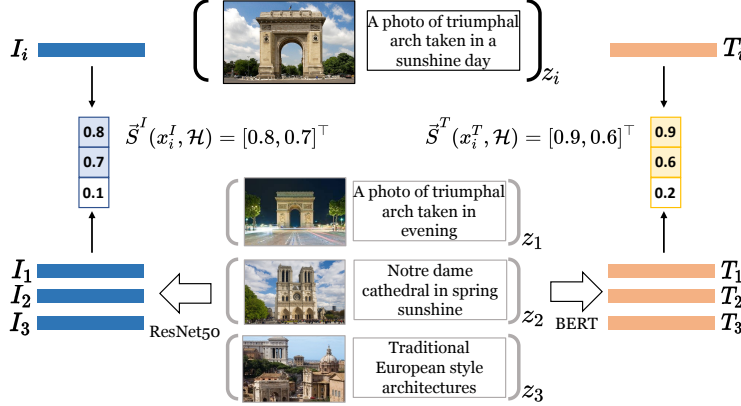 I_i
A photo of triumphal
arch taken in a
sunshine day
z_i
T_i
0.8
0.7
0.1
S⃗^I(x_i^I, ℋ) = [0.8, 0.7]^⊤
S⃗^T(x_i^T, ℋ) = [0.9, 0.6]^⊤
0.9
0.6
0.2
A photo of triumphal
arch taken in
evening
z_1
I_1
I_2
I_3
ResNet50
Notre dame
cathedral in spring
sunshine
z_2
BERT
T_1
T_2
T_3
Traditional
European style
architectures
z_3